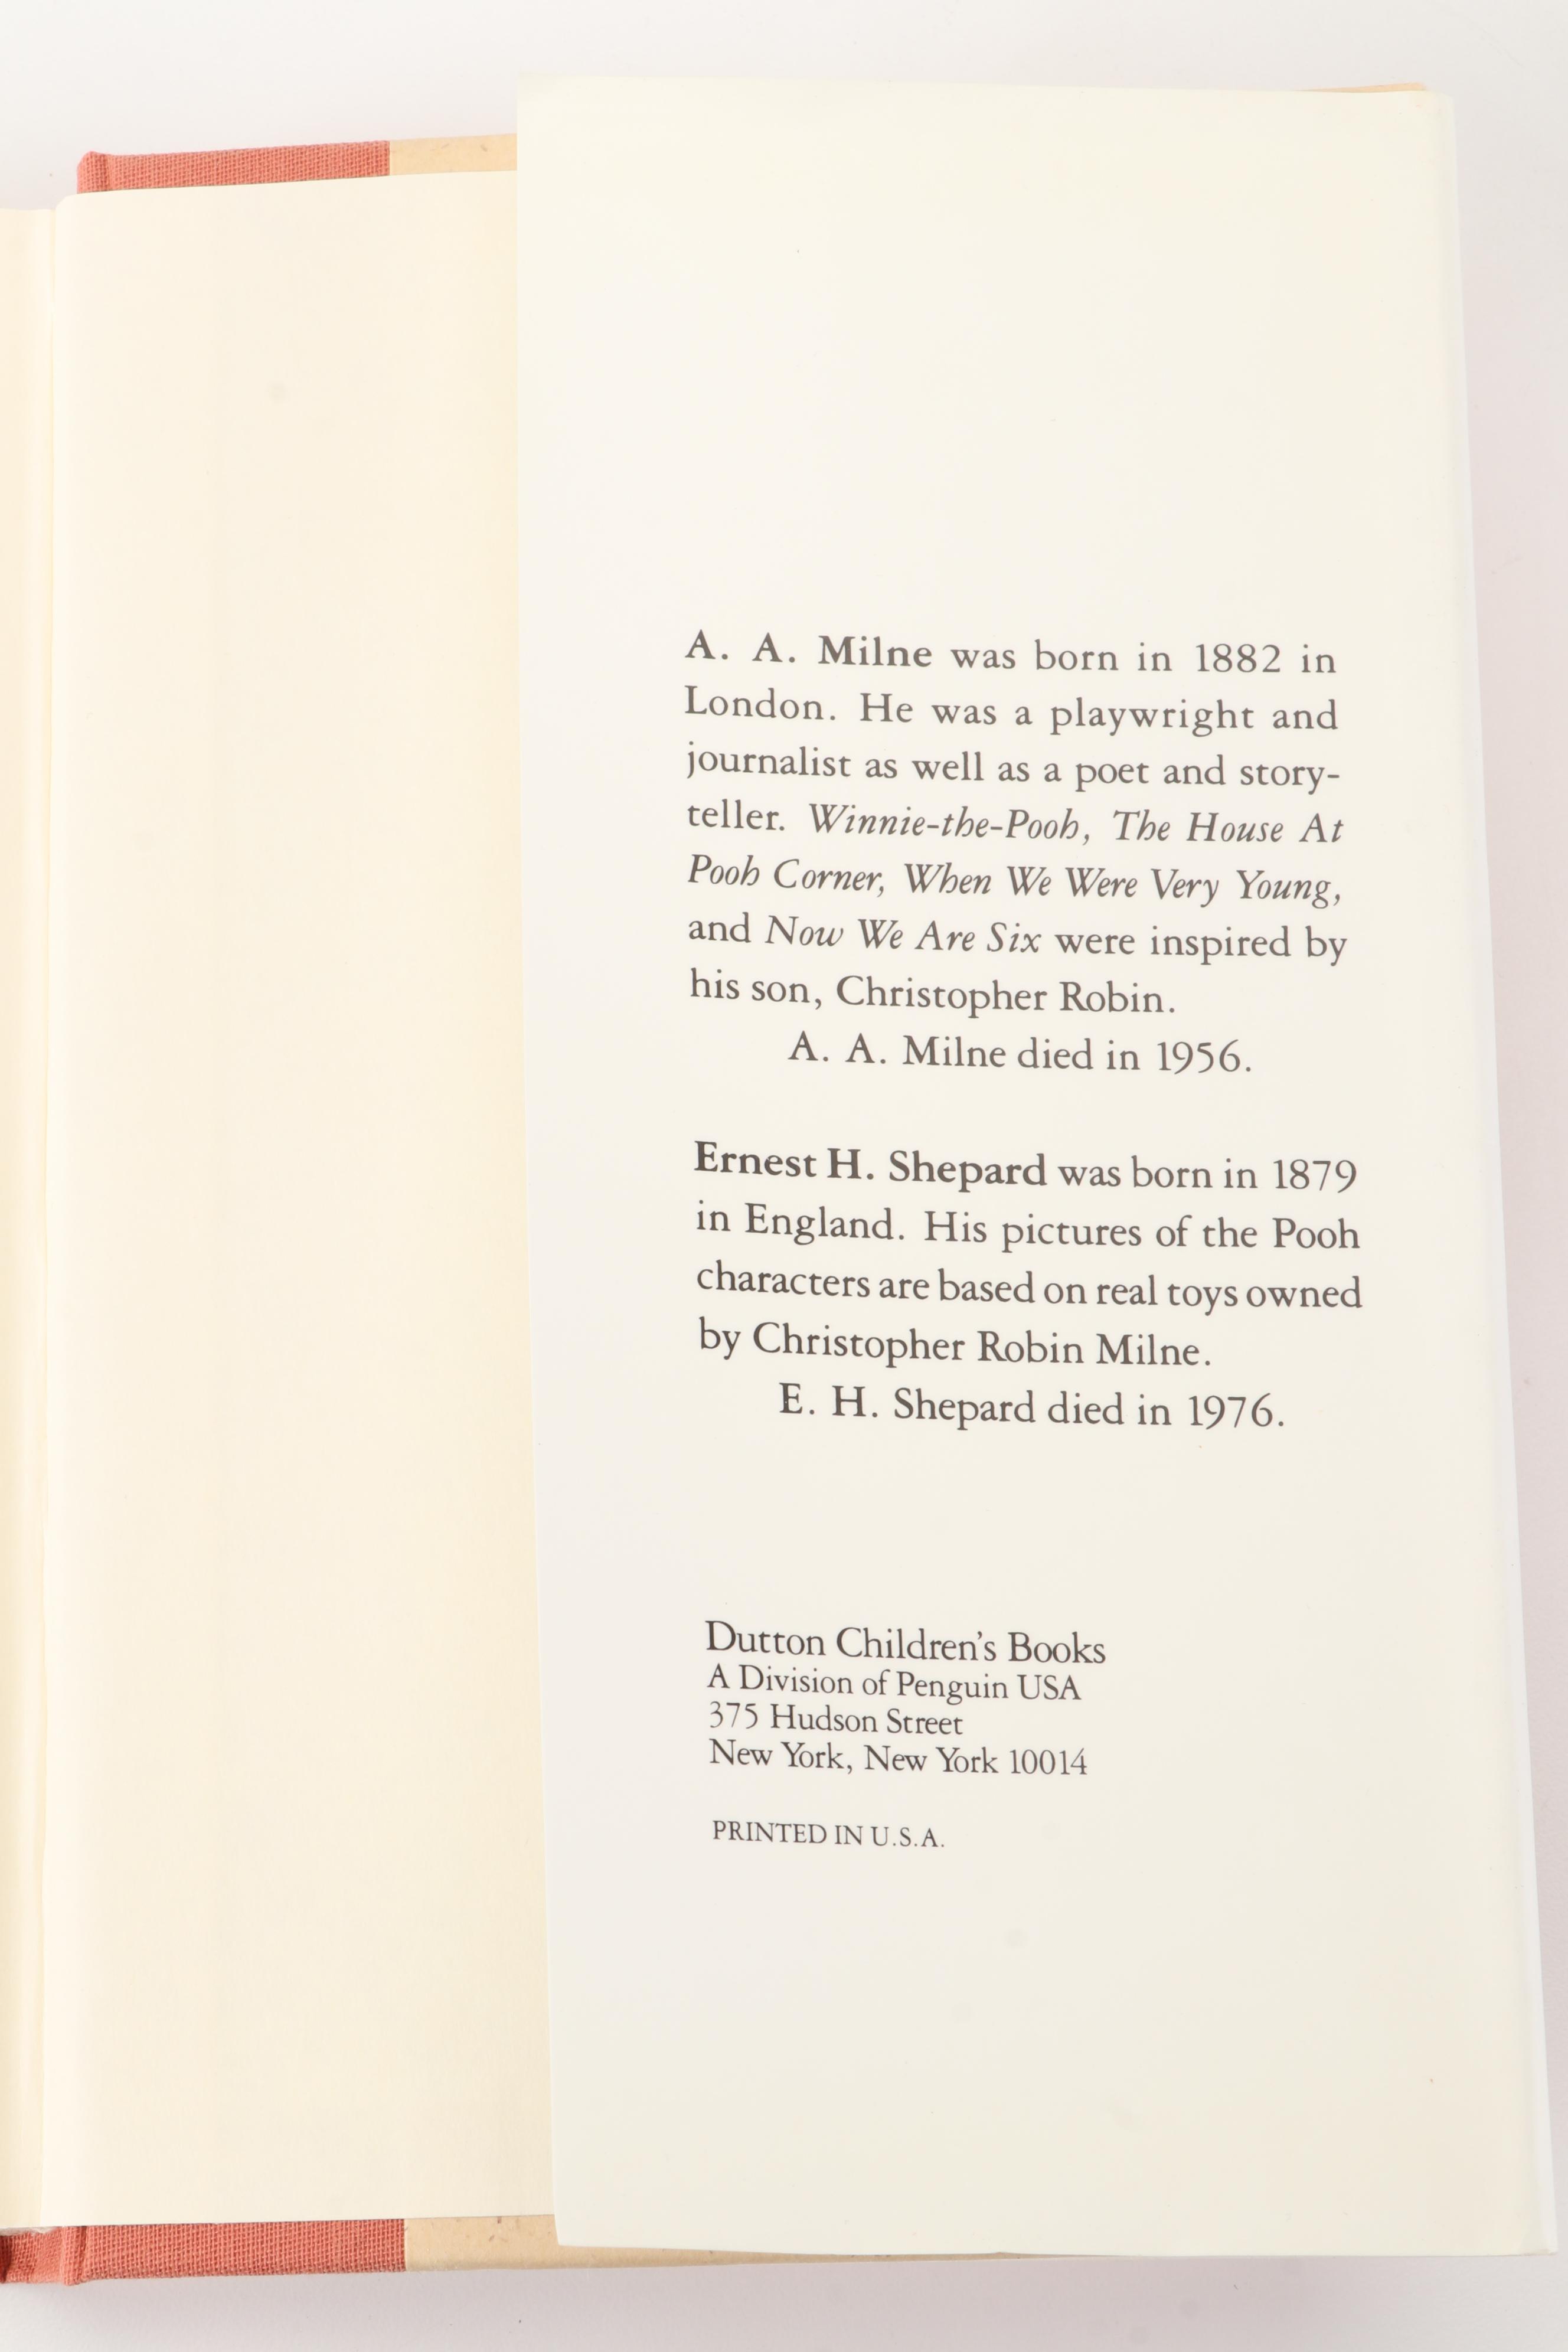 A. A. Milne was born in 1882 in
London. He was a playwright and
journalist as well as a poet and story-
teller. Winnie-the-Pooh, The House At
Pooh Corner, When We Were Very Young,
and Now We Are Six were inspired by
his son, Christopher Robin.
A. A. Milne died in 1956.
Ernest H. Shepard was born in 1879
in England. His pictures of the Pooh
characters are based on real toys owned
by Christopher Robin Milne.
E. H. Shepard died in 1976.
Dutton Children's Books
A Division of Penguin USA
375 Hudson Street
New York, New York 10014
PRINTED IN U.S.A.